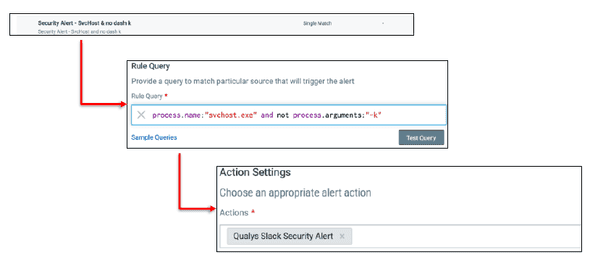 Security Alert - SvcHost & no dash k
Single Match
-
Security Alert - SvcHost and no dash k
Rule Query
Provide a query to match particular source that will trigger the alert
Rule Query *
process.name:"svchost.exe" and not process.arguments:"-k"
Sample Queries
Test Query
Action Settings
Choose an appropriate alert action
Actions *
Qualys Slack Security Alert ×